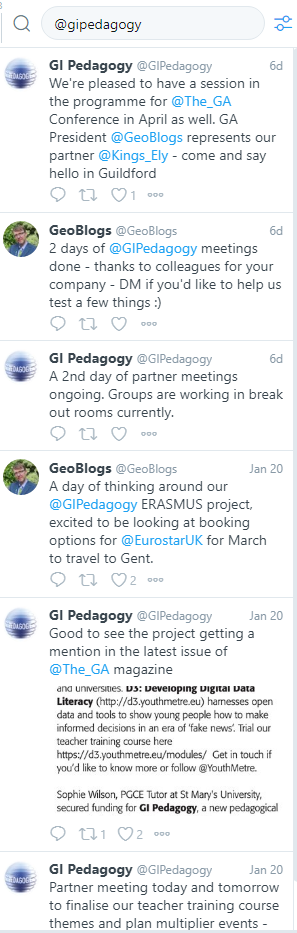 @gipedagogy
GI Pedagogy @GIPedagogy 6d
We're pleased to have a session in
the programme for @The_GA
Conference in April as well. GA
President @GeoBlogs represents our
partner @Kings_Ely - come and say
hello in Guildford
1
GeoBlogs @GeoBlogs 6d
2 days of @GIPedagogy meetings
done - thanks to colleagues for your
company - DM if you'd like to help us
test a few things :)
GI Pedagogy @GIPedagogy 6d
A 2nd day of partner meetings
ongoing. Groups are working in break
out rooms currently.
GeoBlogs @GeoBlogs Jan 20
A day of thinking around our
@GIPedagogy ERASMUS project,
excited to be looking at booking
options for @EurostarUK for March
to travel to Gent.
2
GI Pedagogy @GIPedagogy Jan 20
Good to see the project getting a
mention in the latest issue of
@The_GA magazine
and universities. D3: Developing Digital Data
Literacy (http://d3.youthmetre.eu) harnesses open
data and tools to show young people how to make
informed decisions in an era of 'fake news'. Trial our
teacher training course here
https://d3.youthmetre.eu/modules/ Get in touch if
you'd like to know more or follow @YouthMetre.
Sophie Wilson, PGCE Tutor at St Mary's University,
secured funding for GI Pedagogy, a new pedagogical
1 2
GI Pedagogy @GIPedagogy Jan 20
Partner meeting today and tomorrow
to finalise our teacher training course
themes and plan multiplier events -